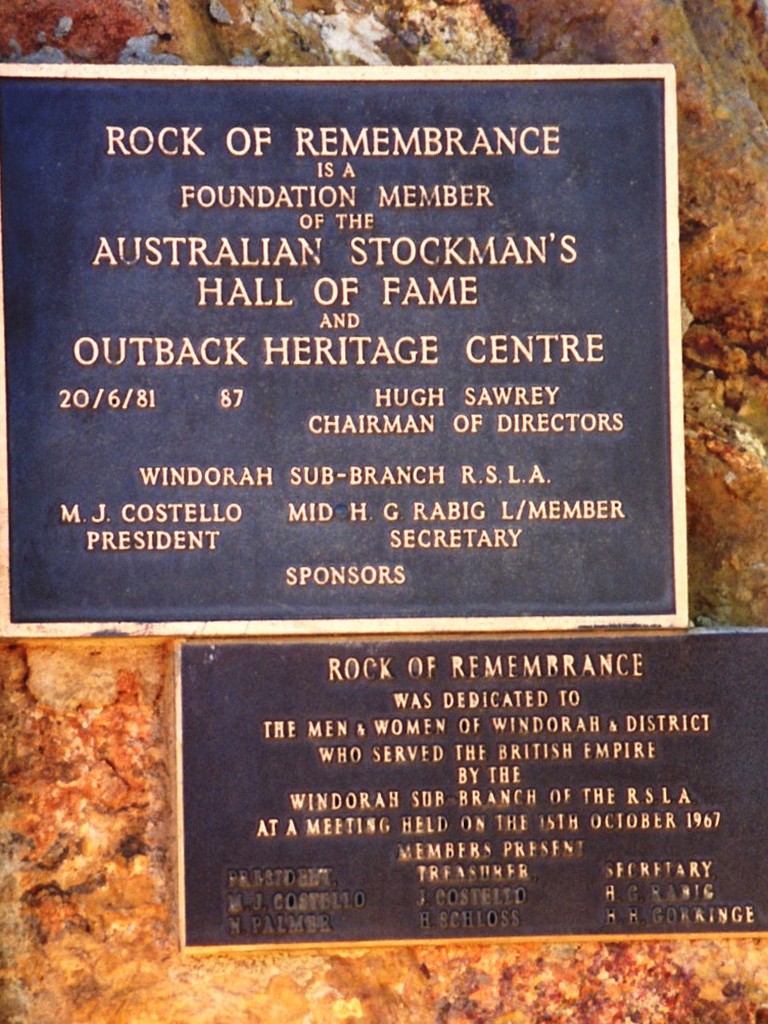 ROCK OF REMEMBRANCE
IS A
FOUNDATION MEMBER
OF THE
AUSTRALIAN STOCKMAN'S
HALL OF FAME
AND
OUTBACK HERITAGE CENTRE
20/6/81 87 HUGH SAWREY
CHAIRMAN OF DIRECTORS
WINDORAH SUB-BRANCH R.S.L.A.
M. J. COSTELLO MID H. G. RABIG L/MEMBER
PRESIDENT SECRETARY
SPONSORS
ROCK OF REMEMBRANCE
WAS DEDICATED TO
THE MEN & WOMEN OF WINDORAH & DISTRICT
WHO SERVED THE BRITISH EMPIRE
BY THE
WINDORAH SUB-BRANCH OF THE R S L A
AT A MEETING HELD ON THE 15TH OCTOBER 1967
MEMBERS PRESENT
PRESIDENT, TREASURER, SECRETARY,
M. J. COSTELLO J. COSTELLO H. G. RABIG
N. PALMER H. SCHLOSS H. H. GORRINGE